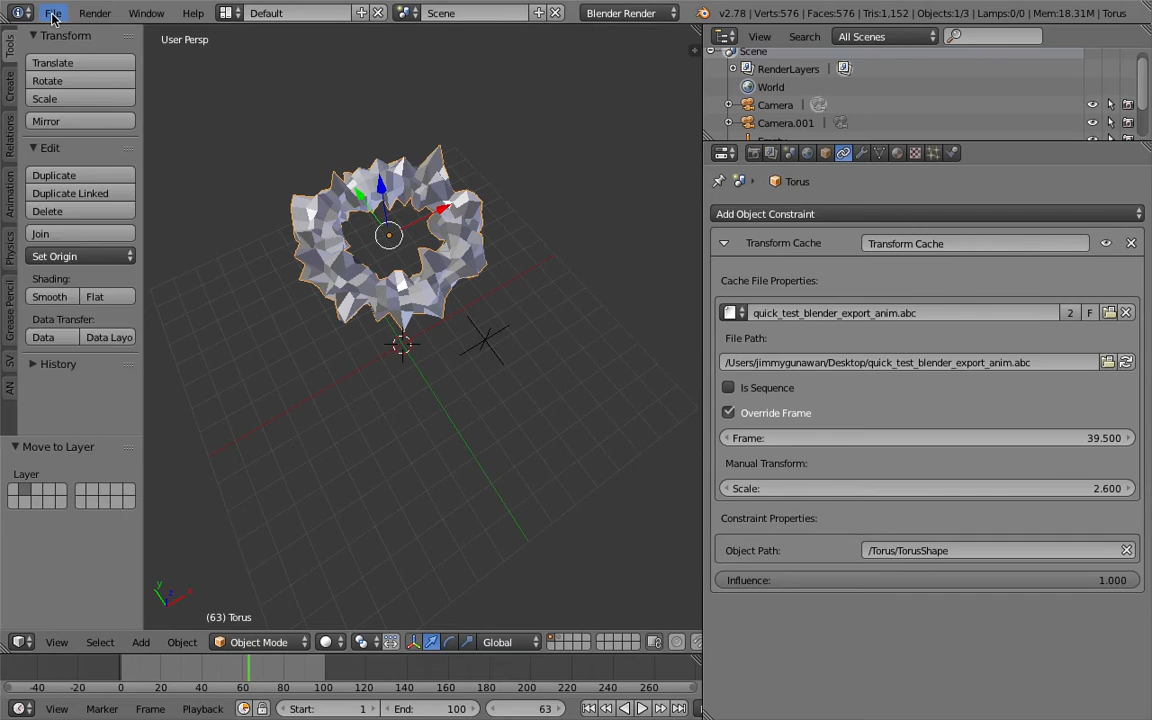 File Render Window Help Default Scene Blender Render v2.78 | Verts:576 | Faces:576 | Tris:1,152 | Objects:1/3 | Lamps:0/0 | Mem:18.31M | Torus
User Persp
Tools
Create
Relations
Animation
Physics
Grease Pencil
SV
AN
Transform
Translate
Rotate
Scale
Mirror
Edit
Duplicate
Duplicate Linked
Delete
Join
Set Origin
Shading:
Smooth Flat
Data Transfer:
Data Data Layo
History
Move to Layer
Layer
(63) Torus
View Select Add Object Object Mode Global
-40 -20 0 20 40 60 80 100 120 140 160 180 200 220 240 260
View Marker Frame Playback Start: 1 End: 100 63
View Search All Scenes
Scene
RenderLayers |
World
Camera |
Camera.001 |
Torus
Add Object Constraint
Transform Cache Transform Cache
Cache File Properties:
quick_test_blender_export_anim.abc 2 F
File Path:
/Users/jimmygunawan/Desktop/quick_test_blender_export_anim.abc
Is Sequence
Override Frame
Frame: 39.500
Manual Transform:
Scale: 2.600
Constraint Properties:
Object Path: /Torus/TorusShape
Influence: 1.000